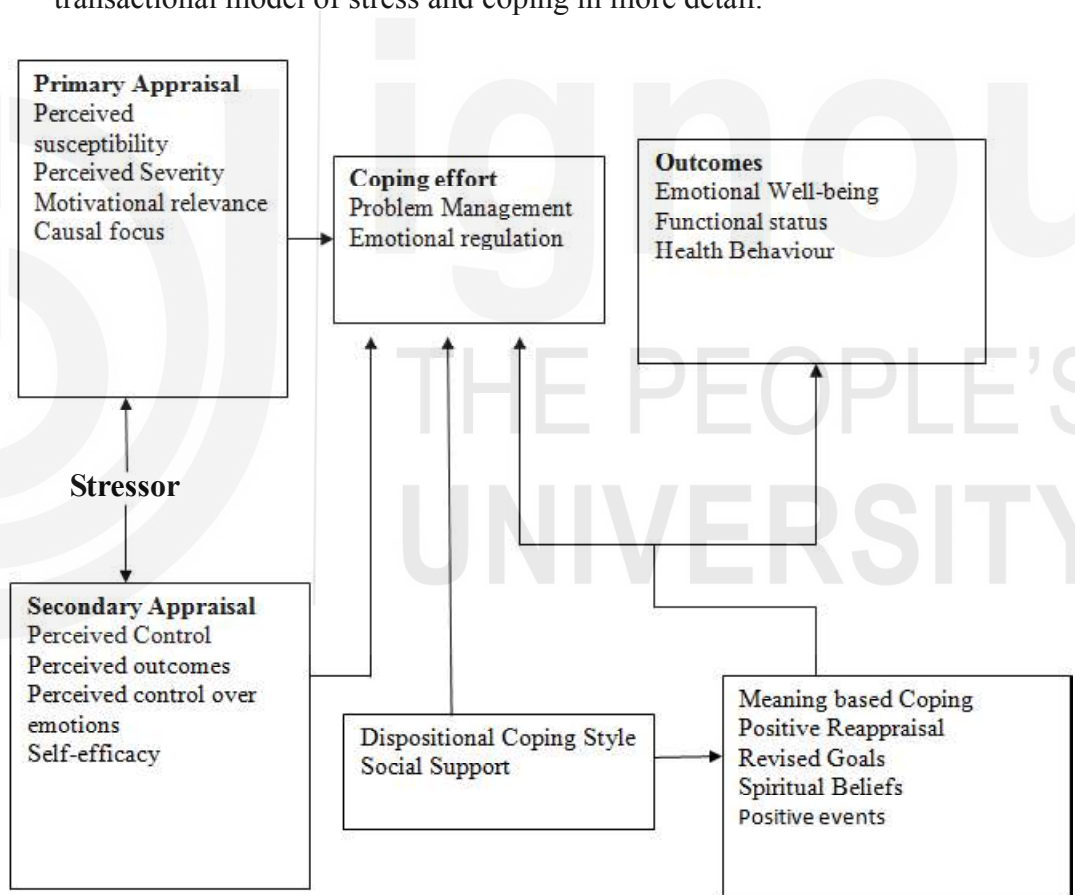 transactional model of stress and coping in more detail.
ignou
THE PEOPLE'S
UNIVERSITY
Primary Appraisal
Perceived
susceptibility
Perceived Severity
Motivational relevance
Causal focus
Coping effort
Problem Management
Emotional regulation
Outcomes
Emotional Well-being
Functional status
Health Behaviour
Stressor
Secondary Appraisal
Perceived Control
Perceived outcomes
Perceived control over
emotions
Self-efficacy
Dispositional Coping Style
Social Support
Meaning based Coping
Positive Reappraisal
Revised Goals
Spiritual Beliefs
Positive events